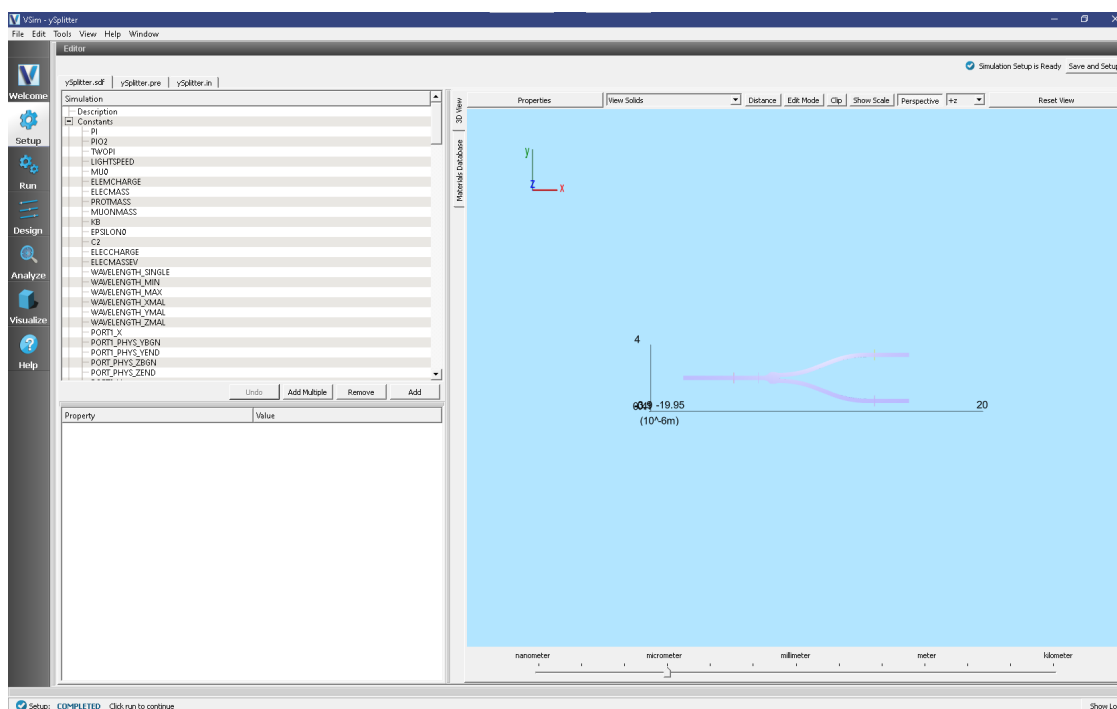 VSim - ySplitter
File Edit Tools View Help Window
Editor
Simulation Setup is Ready Save and Setup
ySplitter.sdf ySplitter.pre ySplitter.in
Welcome
Setup
Run
Design
Analyze
Visualize
Help
Simulation
Description
Constants
PI
PIO2
TWOPI
LIGHTSPEED
MU0
ELEMCHARGE
ELECMASS
PROTMASS
MUONMASS
KB
EPSILON0
C2
ELECCHARGE
ELECMASSEV
WAVELENGTH_SINGLE
WAVELENGTH_MIN
WAVELENGTH_MAX
WAVELENGTH_XMAL
WAVELENGTH_YMAL
WAVELENGTH_ZMAL
PORT1_X
PORT1_PHYS_YBGN
PORT1_PHYS_YEND
PORT_PHYS_ZBGN
PORT_PHYS_ZEND
Undo Add Multiple Remove Add
Property Value
3D View
Materials Database
Properties View Solids Distance Edit Mode Clip Show Scale Perspective +z Reset View
y
z x
4
-19.95 20
(10^-6m)
nanometer micrometer millimeter meter kilometer
Setup: COMPLETED Click run to continue
Show Lo